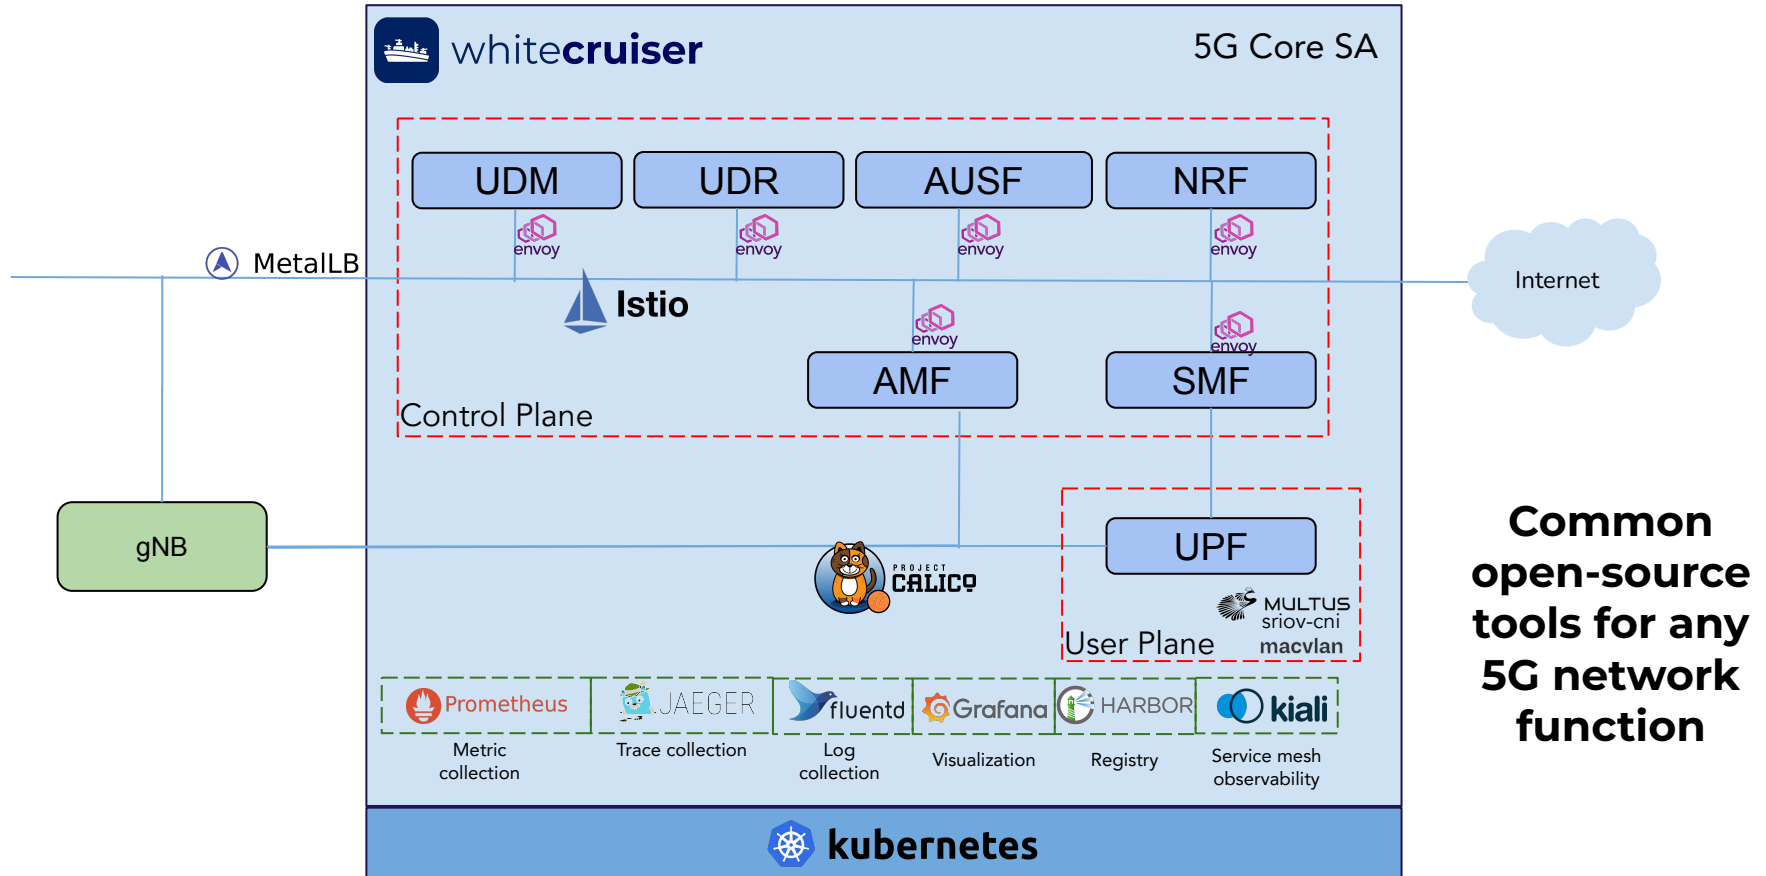 whitecruiser
5G Core SA
UDM
UDR
AUSF
NRF
envoy
envoy
envoy
envoy
MetalLB
Istio
Internet
envoy
envoy
AMF
SMF
Control Plane
gNB
UPF
PROJECT
CALICO
MULTUS
sriov-cni
macvlan
User Plane
Common
open-source
tools for any
5G network
function
Prometheus
JAEGER
fluentd
Grafana
HARBOR
kiali
Metric
collection
Trace collection
Log
collection
Visualization
Registry
Service mesh
observability
kubernetes